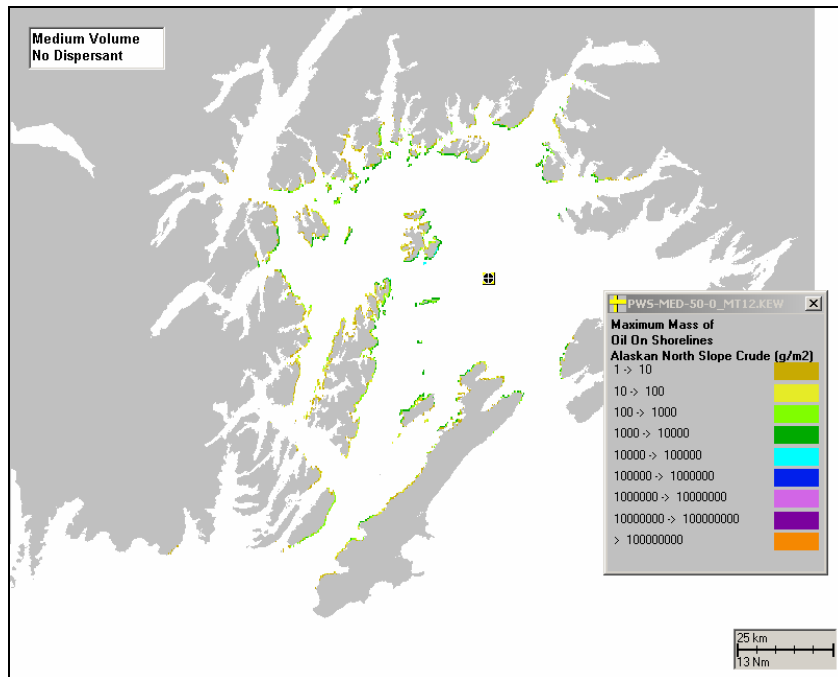 Medium Volume
No Dispersant
PWS-MED-50-0_MT12.KEW
Maximum Mass of
Oil On Shorelines
Alaskan North Slope Crude (g/m2)
1 -> 10
10 -> 100
100 -> 1000
1000 -> 10000
10000 -> 100000
100000 -> 1000000
1000000 -> 10000000
10000000 -> 100000000
> 100000000
25 km
13 Nm